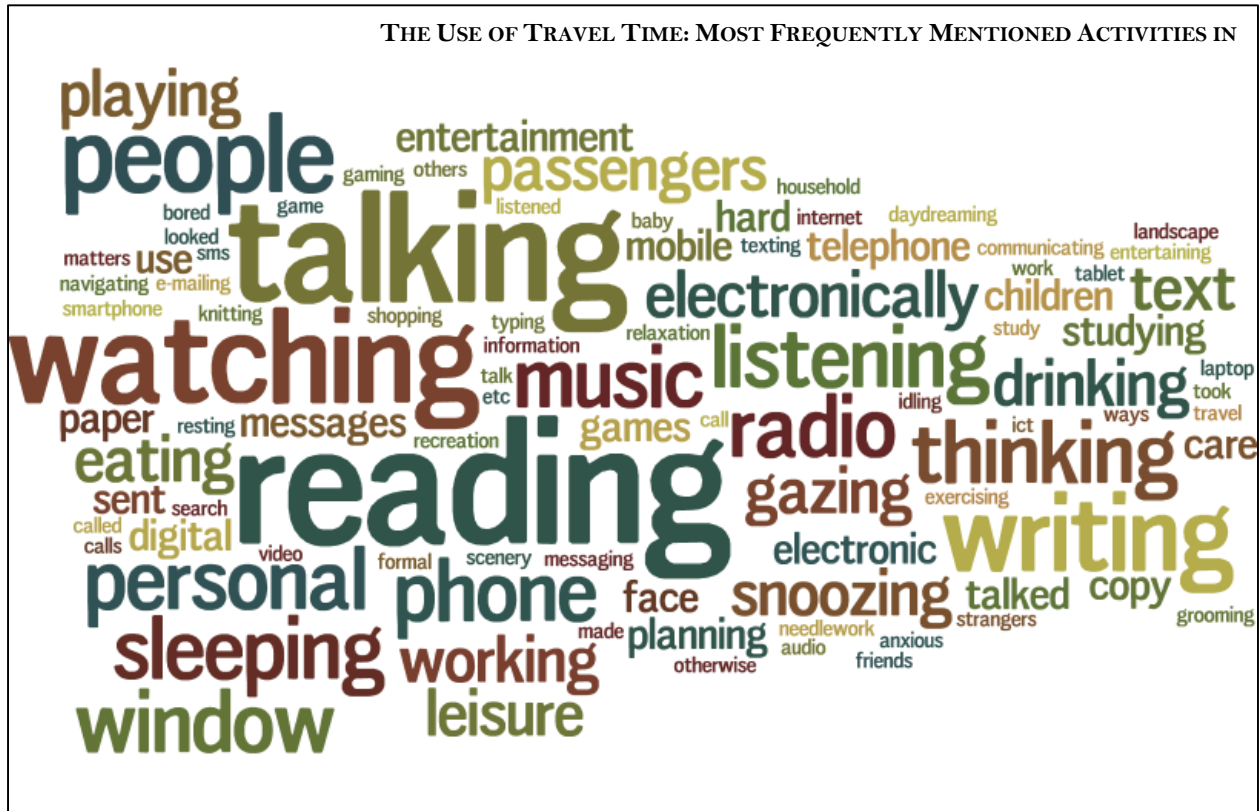 THE USE OF TRAVEL TIME: MOST FREQUENTLY MENTIONED ACTIVITIES IN
playing
people
entertainment
gaming others
passengers
household
bored
game
listened
talking
baby
hard
internet
daydreaming
looked
matters
use
sms
mobile
texting
telephone
communicating
landscape
entertaining
navigating
e-mailing
electronically
work
tablet
children
text
smartphone
knitting
shopping
typing
relaxation
study
studying
watching
information
listening
talk
music
drinking
laptop
etc
idling
took
paper
resting
messages
recreation
games
call
radio
ict
ways
travel
eating
reading
thinking
care
sent
search
gazing
exercising
called
calls
digital
writing
video
formal
scenery
messaging
electronic
personal
phone
face
snoozing
talked
copy
grooming
sleeping
working
made
planning
needlework
audio
anxious
strangers
otherwise
friends
window
leisure